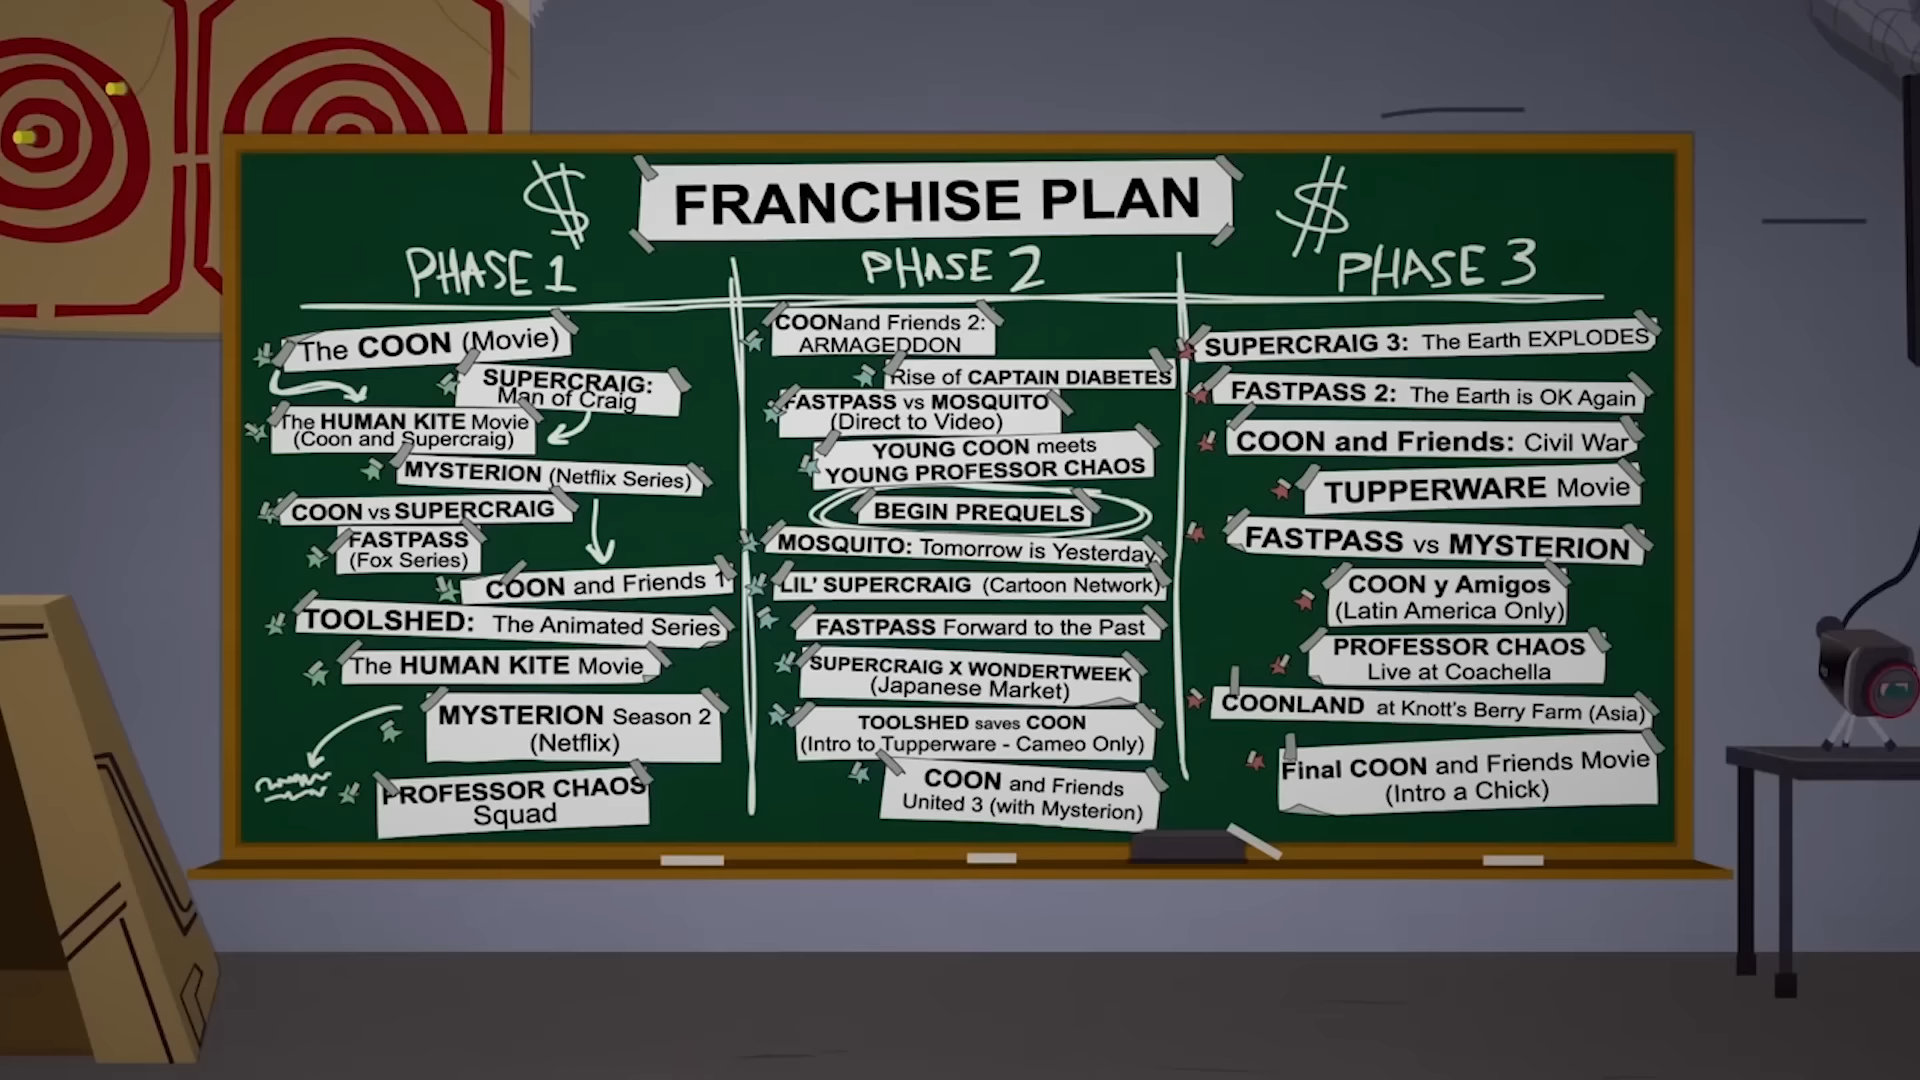 $ FRANCHISE PLAN $
PHASE 1
The COON (Movie)
SUPERCRAIG:
Man of Craig
The HUMAN KITE Movie
(Coon and Supercraig)
MYSTERION (Netflix Series)
COON vs SUPERCRAIG
FASTPASS
(Fox Series)
COON and Friends 1
TOOLSHED: The Animated Series
The HUMAN KITE Movie
MYSTERION Season 2
(Netflix)
PROFESSOR CHAOS
Squad
PHASE 2
COONand Friends 2:
ARMAGEDDON
Rise of CAPTAIN DIABETES
FASTPASS vs MOSQUITO
(Direct to Video)
YOUNG COON meets
YOUNG PROFESSOR CHAOS
BEGIN PREQUELS
MOSQUITO: Tomorrow is Yesterday
LIL' SUPERCRAIG (Cartoon Network)
FASTPASS Forward to the Past
SUPERCRAIG X WONDERTWEEK
(Japanese Market)
TOOLSHED saves COON
(Intro to Tupperware - Cameo Only)
COON and Friends
United 3 (with Mysterion)
PHASE 3
SUPERCRAIG 3: The Earth EXPLODES
FASTPASS 2: The Earth is OK Again
COON and Friends: Civil War
TUPPERWARE Movie
FASTPASS vs MYSTERION
COON y Amigos
(Latin America Only)
PROFESSOR CHAOS
Live at Coachella
COONLAND at Knott's Berry Farm (Asia)
Final COON and Friends Movie
(Intro a Chick)